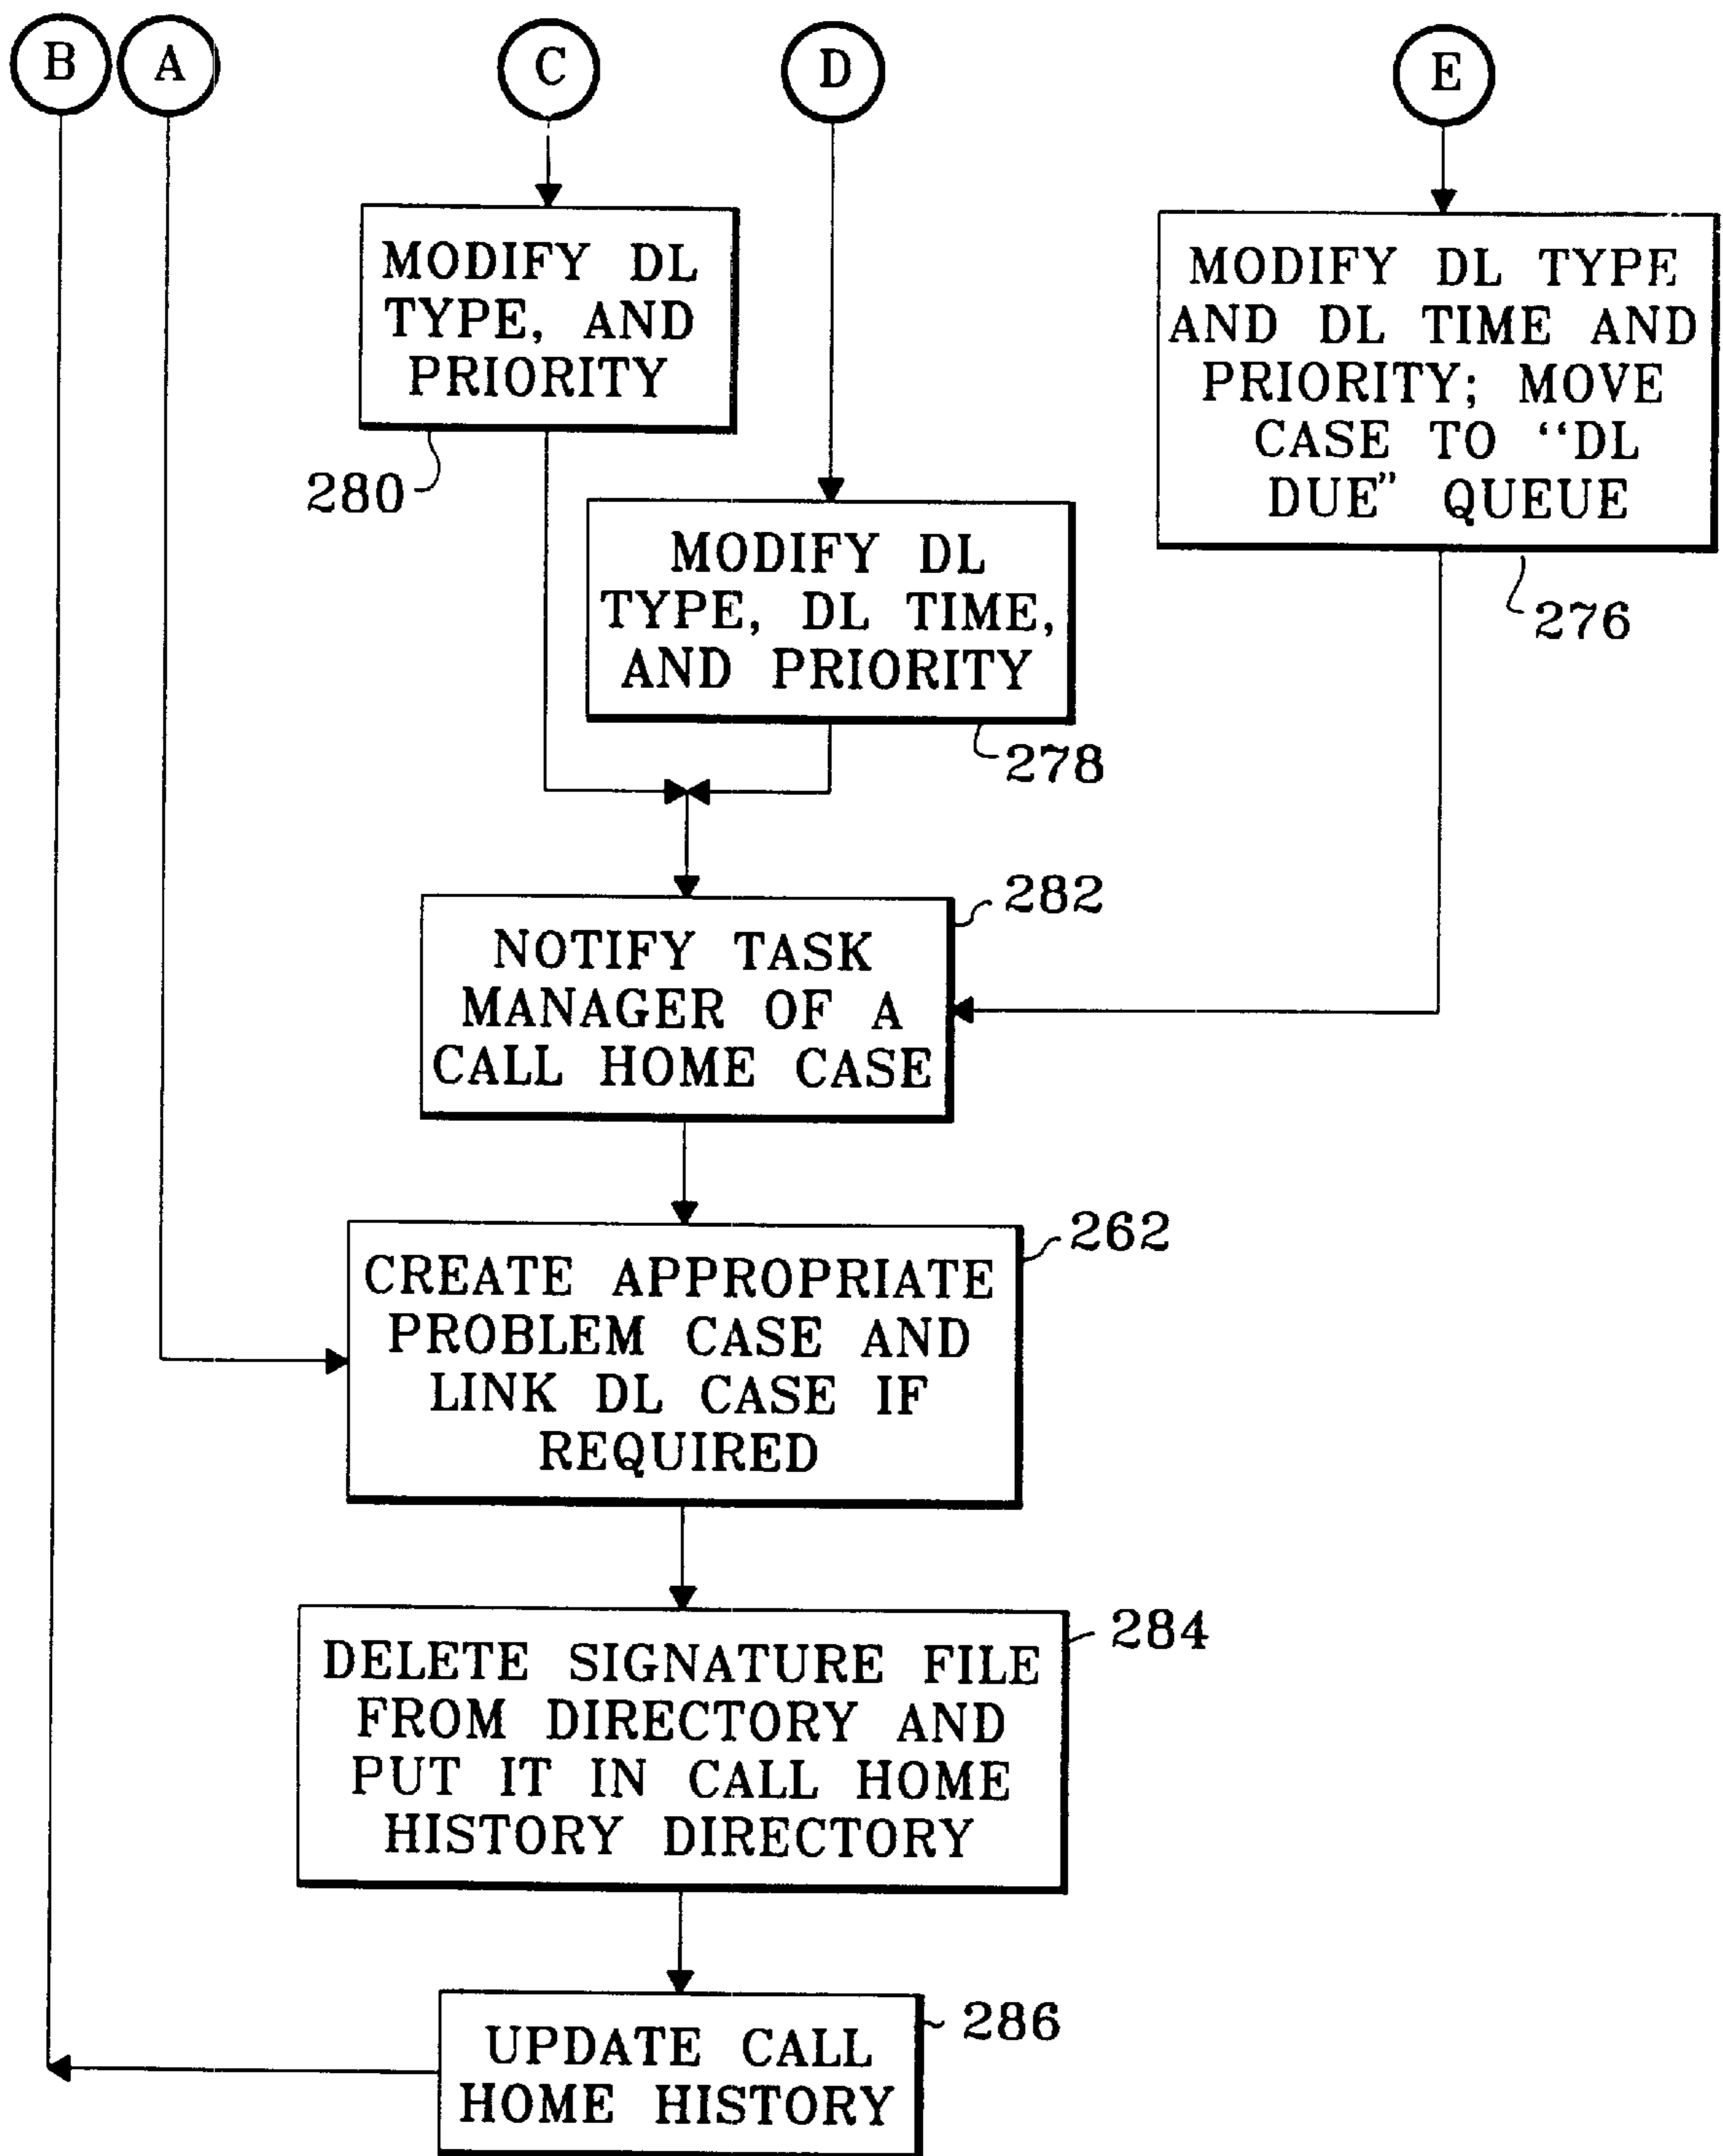 B
A
C
D
E
MODIFY DL
TYPE, AND
PRIORITY
280
MODIFY DL TYPE
AND DL TIME AND
PRIORITY; MOVE
CASE TO “DL
DUE” QUEUE
276
MODIFY DL
TYPE, DL TIME,
AND PRIORITY
278
282
NOTIFY TASK
MANAGER OF A
CALL HOME CASE
262
CREATE APPROPRIATE
PROBLEM CASE AND
LINK DL CASE IF
REQUIRED
284
DELETE SIGNATURE FILE
FROM DIRECTORY AND
PUT IT IN CALL HOME
HISTORY DIRECTORY
286
UPDATE CALL
HOME HISTORY